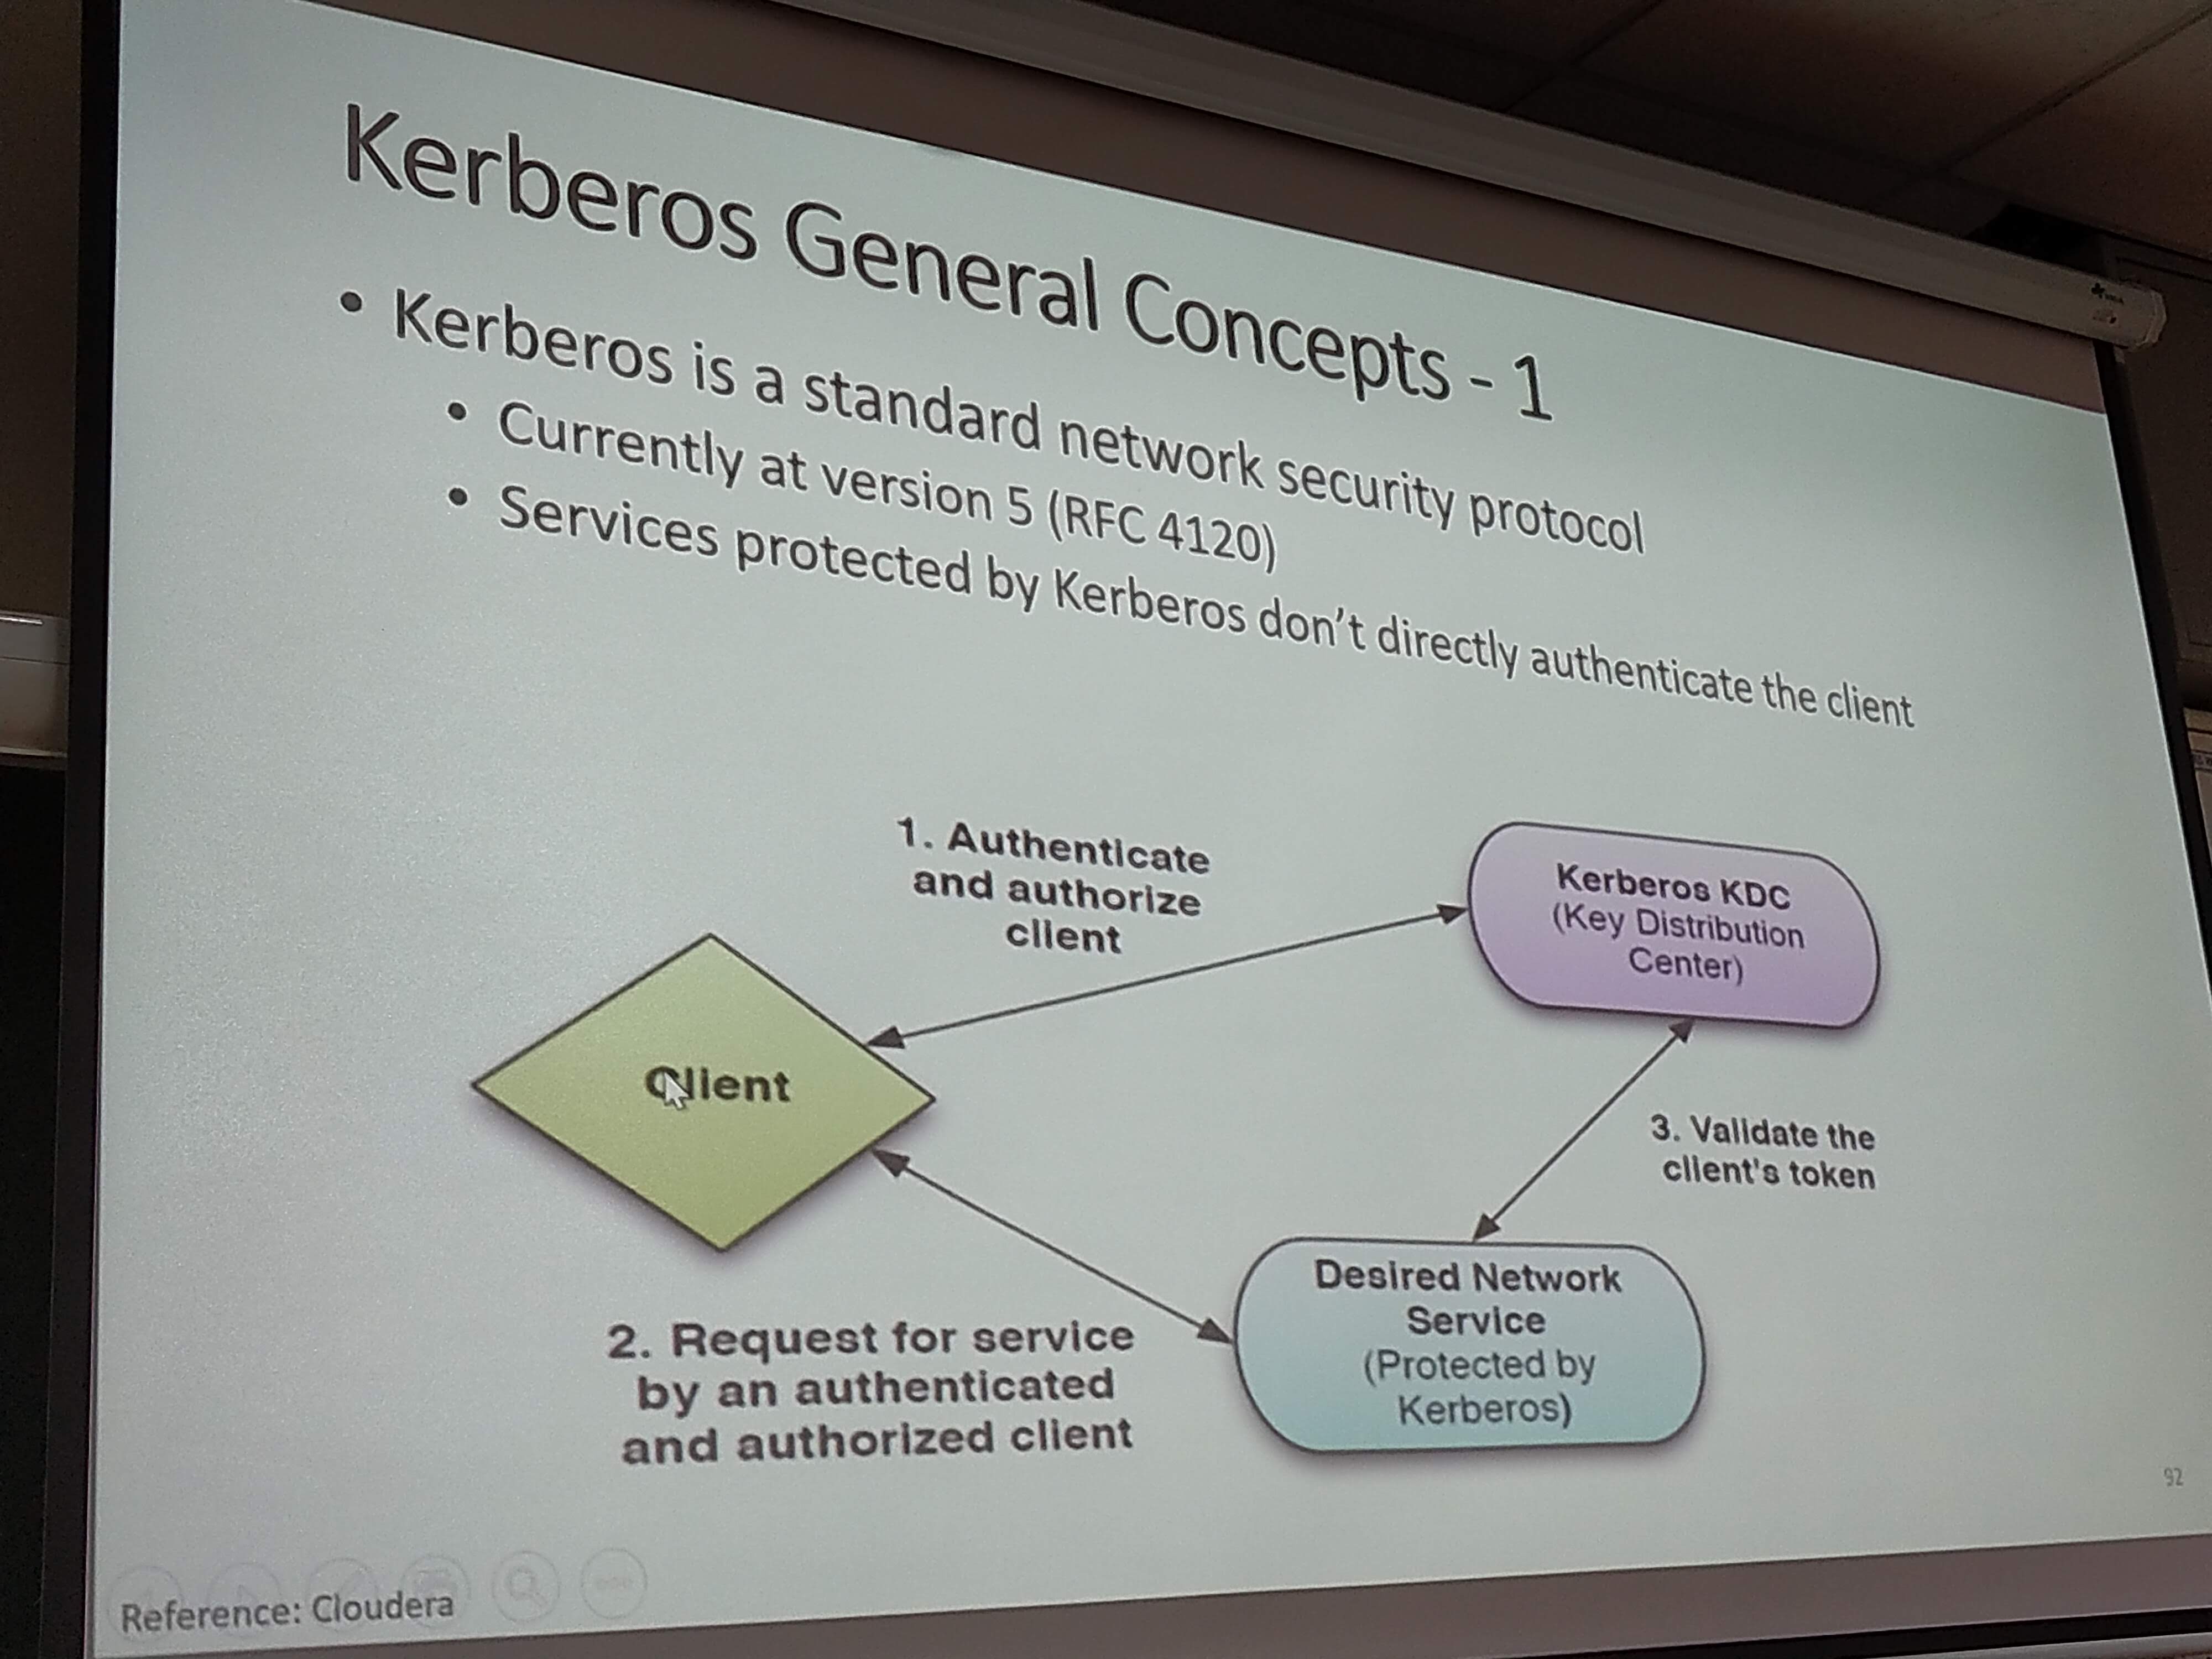 Kerberos General Concepts - 1
• Kerberos is a standard network security protocol
• Currently at version 5 (RFC 4120)
• Services protected by Kerberos don't directly authenticate the client
1. Authenticate
and authorize
client
Kerberos KDC
(Key Distribution
Center)
Client
3. Validate the
client's token
2. Request for service
by an authenticated
and authorized client
Desired Network
Service
(Protected by
Kerberos)
92
Reference: Cloudera